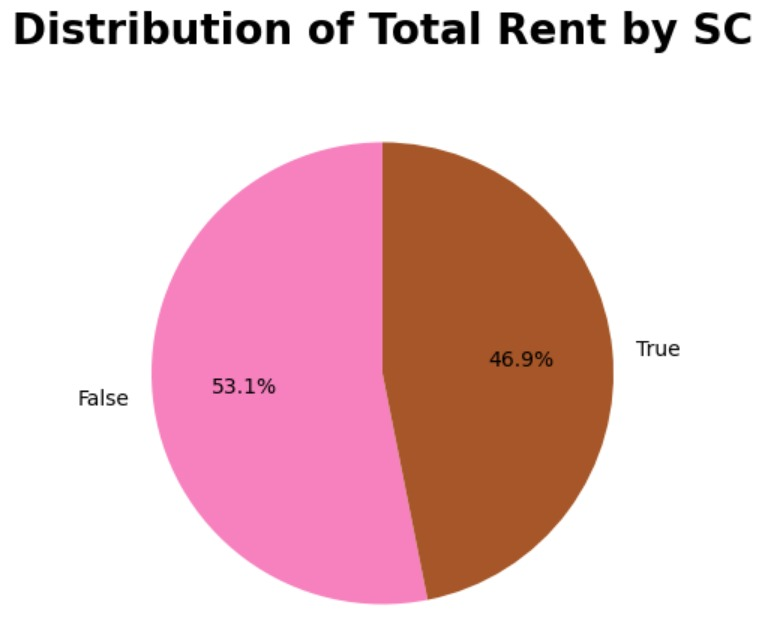 Distribution of Total Rent by SC
True
46.9%
53.1%
False